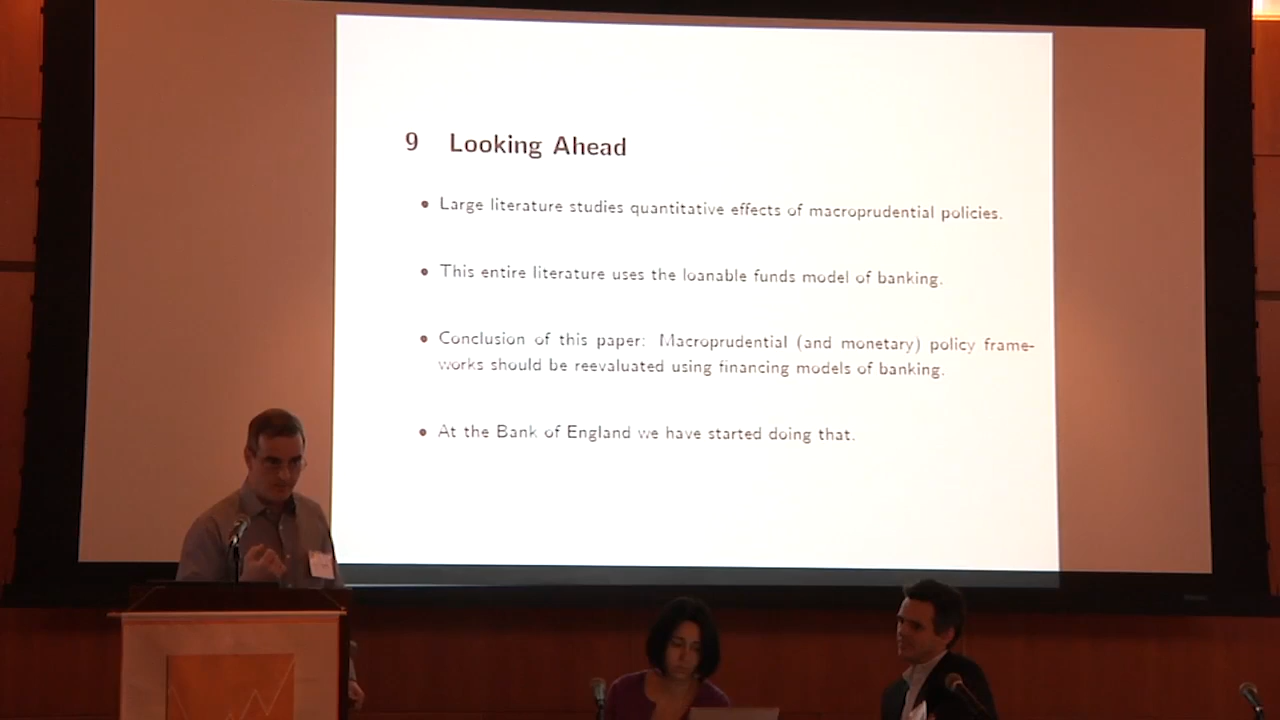 9 Looking Ahead
• Large literature studies quantitative effects of macroprudential policies.
• This entire literature uses the loanable funds model of banking.
• Conclusion of this paper: Macroprudential (and monetary) policy frame-
works should be reevaluated using financing models of banking.
• At the Bank of England we have started doing that.